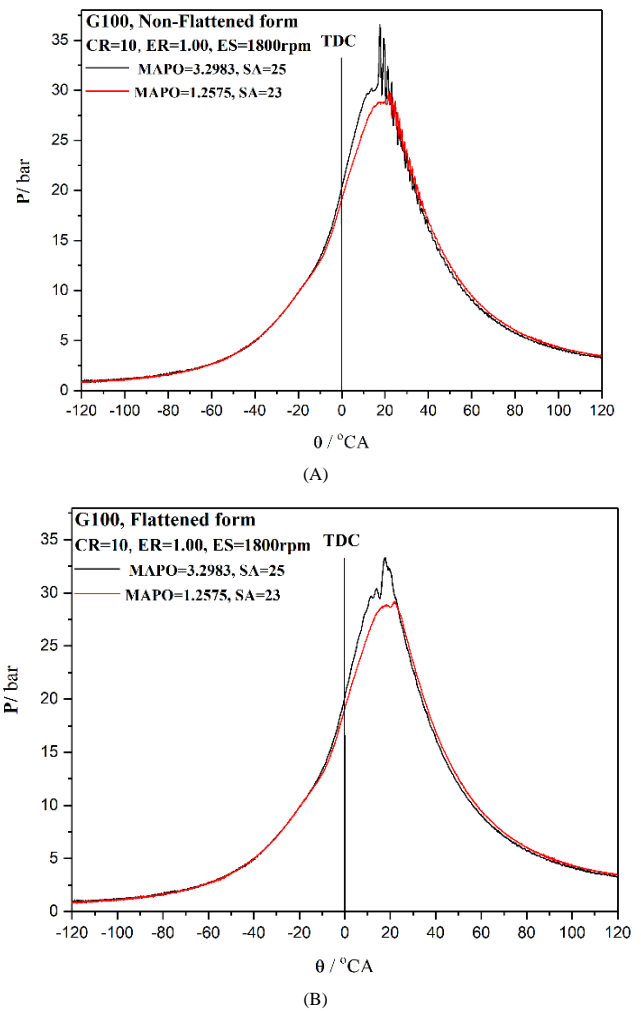 G100, Non-Flattened form
CR=10, ER=1.00, ES=1800rpm
TDC
MAPO=3.2983, SA=25
MAPO=1.2575, SA=23
35
30
25
20
15
10
5
0
P/ bar
-120 -100 -80 -60 -40 -20 0 20 40 60 80 100 120
θ / °CA
(A)
G100, Flattened form
CR=10, ER=1.00, ES=1800rpm
TDC
MAPO=3.2983, SA=25
MAPO=1.2575, SA=23
35
30
25
20
15
10
5
0
P/ bar
-120 -100 -80 -60 -40 -20 0 20 40 60 80 100 120
θ / °CA
(B)